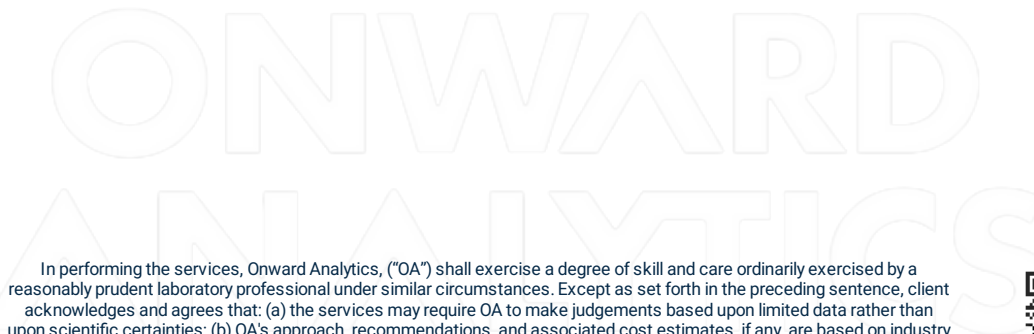 ONWARD
ANALYTICS
In performing the services, Onward Analytics, (“OA”) shall exercise a degree of skill and care ordinarily exercised by a
reasonably prudent laboratory professional under similar circumstances. Except as set forth in the preceding sentence, client
acknowledges and agrees that: (a) the services may require OA to make judgements based upon limited data rather than
upon scientific certainties; (b) OA's approach, recommendations, and associated cost estimates, if any, are based on industry